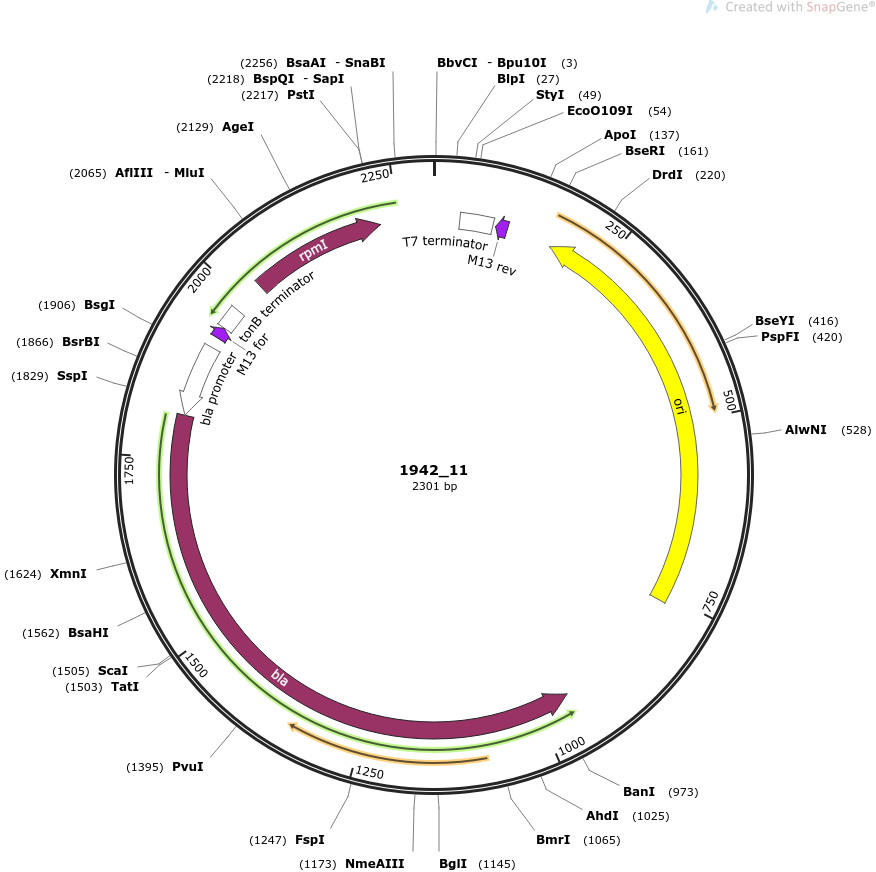 Created with SnapGene®
(2256) BsaAI - SnaBI
(2218) BspQI - SapI
(2217) PstI
(2129) AgeI
(2065) AflIII - MluI
(1906) BsgI
(1866) BsrBI
(1829) SspI
(1624) XmnI
(1562) BsaHI
(1505) ScaI
(1503) TatI
(1395) PvuI
(1247) FspI
(1173) NmeAIII
BglI (1145)
BmrI (1065)
AhdI (1025)
BanI (973)
AlwNI (528)
PspFI (420)
BseYI (416)
DrdI (220)
BseRI (161)
ApoI (137)
EcoO109I (54)
StyI (49)
BlpI (27)
BbvCI - Bpu10I (3)
250
500
750
1000
1250
1500
1750
2000
2250
T7 terminator
M13 rev
ori
bla
bla promoter
M13 for
tonB terminator
rpmI
1942_11
2301 bp